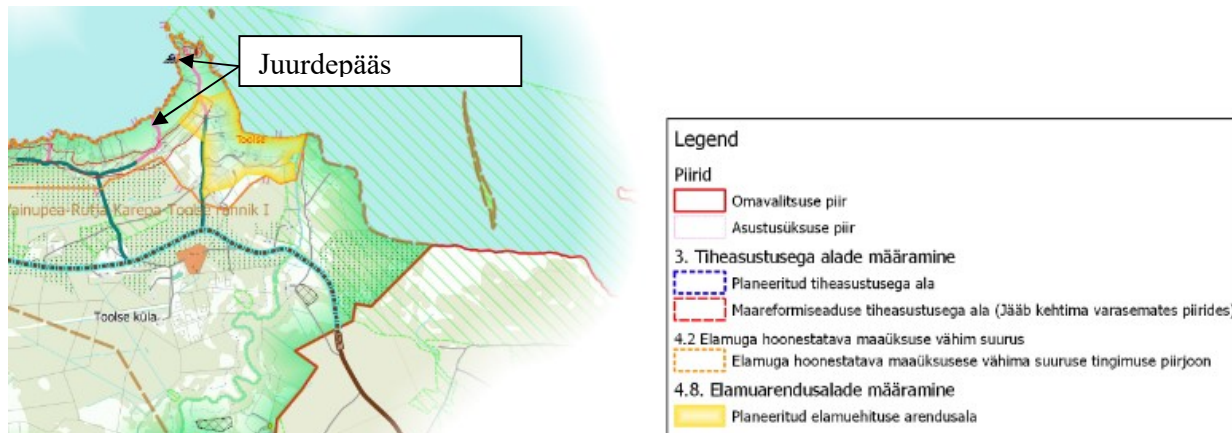 Juurdepääs
Toolse
Vainupea-Rutja-Karepa-Toolse rannik I
Toolse küla
Legend
Piirid
Omavalitsuse piir
Asustusüksuse piir
3. Tiheasustusega alade määramine
Planeeritud tiheasustusega ala
Maareformiseaduse tiheasustusega ala (Jääb kehtima varasemates piirides)
4.2 Elamuga hoonestatava maaüksuse vähim suurus
Elamuga hoonestatava maaüksusese vähima suuruse tingimuse piirjoon
4.8. Elamuarendusalade määramine
Planeeritud elamuehituse arendusala